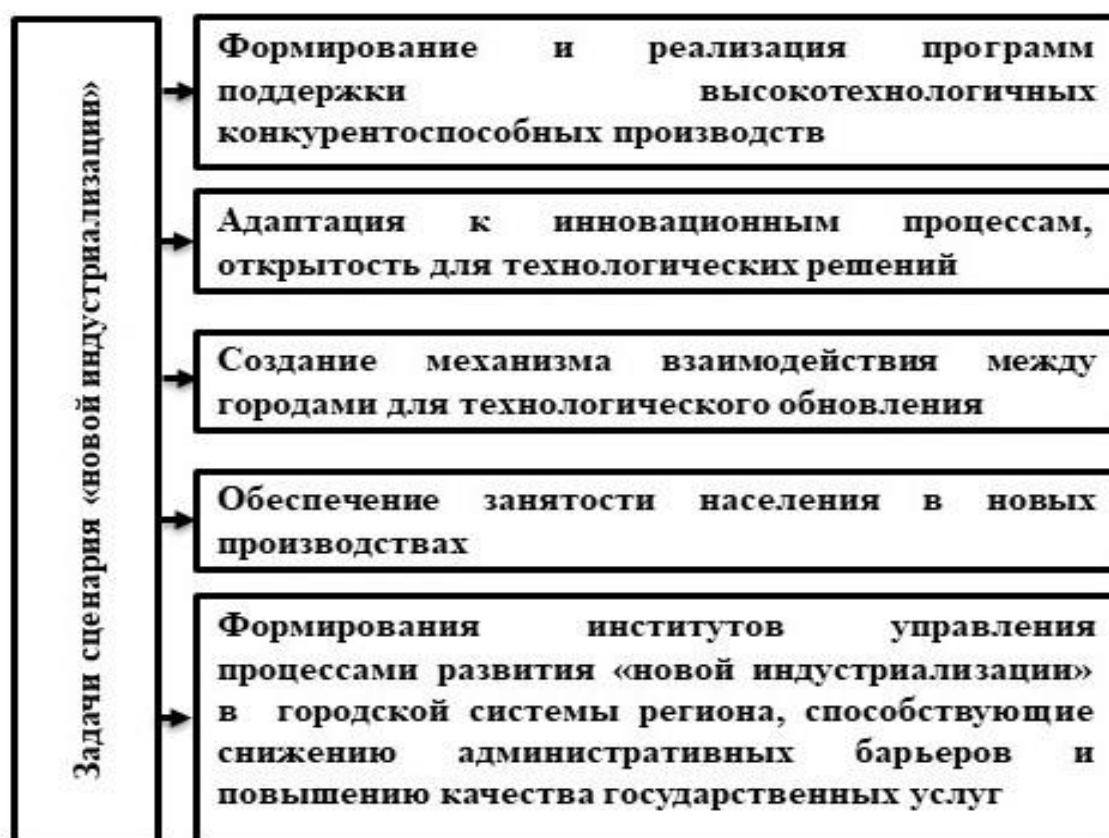 Задачи сценария «новой индустриализации»
Формирование и реализация программ
поддержки высокотехнологичных
конкурентоспособных производств
Адаптация к инновационным процессам,
открытость для технологических решений
Создание механизма взаимодействия между
городами для технологического обновления
Обеспечение занятости населения в новых
производствах
Формирования институтов управления
процессами развития «новой индустриализации»
в городской системы региона, способствующие
снижению административных барьеров и
повышению качества государственных услуг